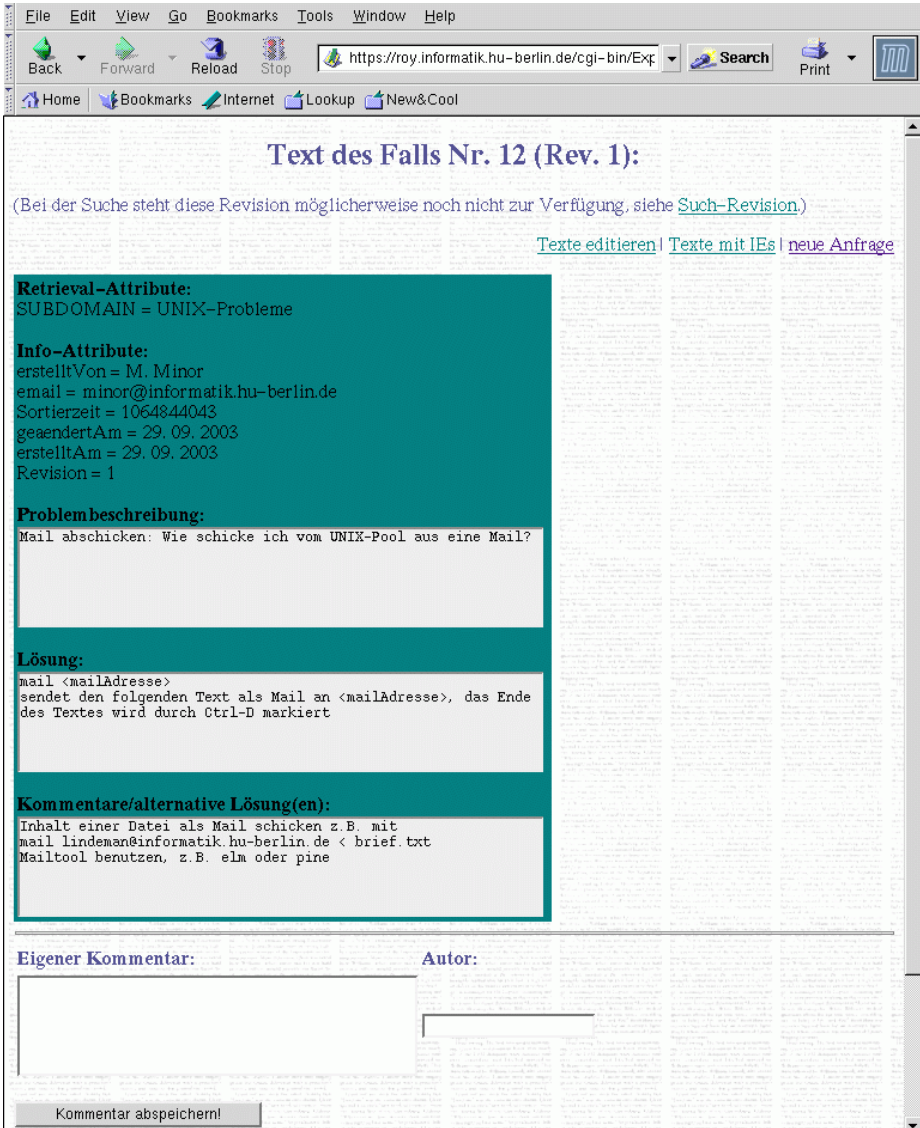 File Edit View Go Bookmarks Tools Window Help
Back Forward Reload Stop https://roy.informatik.hu-berlin.de/cgi-bin/Exp Search Print
Home Bookmarks Internet Lookup New&Cool
Text des Falls Nr. 12 (Rev. 1):
(Bei der Suche steht diese Revision möglicherweise noch nicht zur Verfügung, siehe Such-Revision.)
Texte editieren | Texte mit IEs | neue Anfrage
Retrieval-Attribute:
SUBDOMAIN = UNIX-Probleme
Info-Attribute:
erstelltVon = M. Minor
email = minor@informatik.hu-berlin.de
Sortierzeit = 1064844043
geaendertAm = 29. 09. 2003
erstelltAm = 29. 09. 2003
Revision = 1
Problembeschreibung:
Mail abschicken: Wie schicke ich vom UNIX-Pool aus eine Mail?
Lösung:
mail <mailAdresse>
sendet den folgenden Text als Mail an <mailAdresse>, das Ende
des Textes wird durch Ctrl-D markiert
Kommentare/alternative Lösung(en):
Inhalt einer Datei als Mail schicken z.B. mit
mail lindeman@informatik.hu-berlin.de < brief.txt
Mailtool benutzen, z.B. elm oder pine
Eigener Kommentar: Autor:
Kommentar abspeichern!